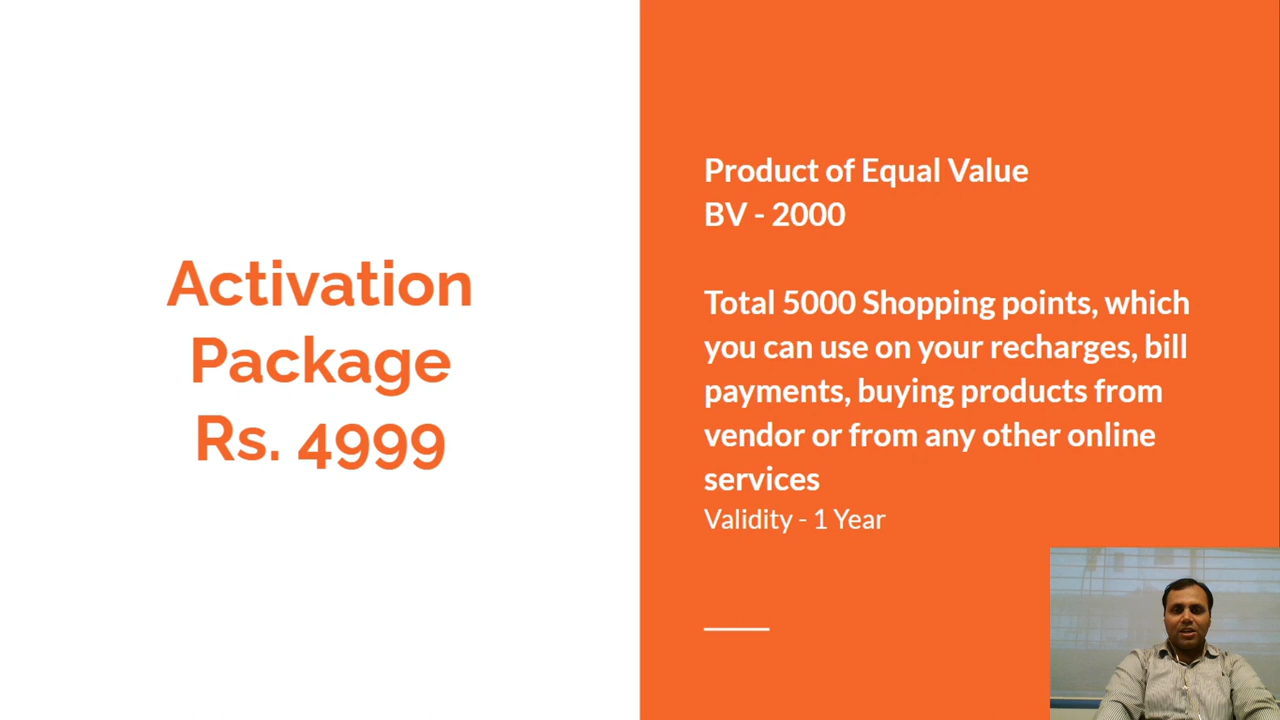 Activation
Package
Rs. 4999
Product of Equal Value
BV - 2000
Total 5000 Shopping points, which
you can use on your recharges, bill
payments, buying products from
vendor or from any other online
services
Validity - 1 Year